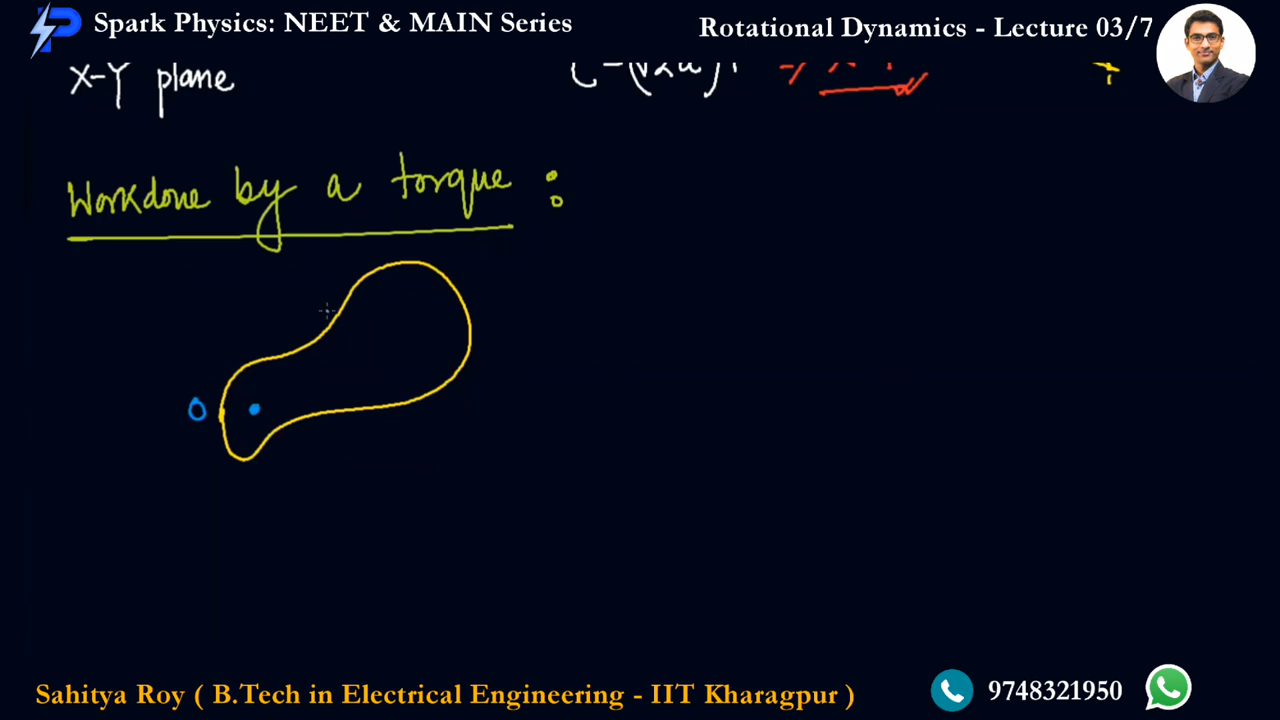 Spark Physics: NEET & MAIN Series
Rotational Dynamics - Lecture 03/7
X-Y plane
Workdone by a torque :
O
Sahitya Roy ( B.Tech in Electrical Engineering - IIT Kharagpur )
9748321950